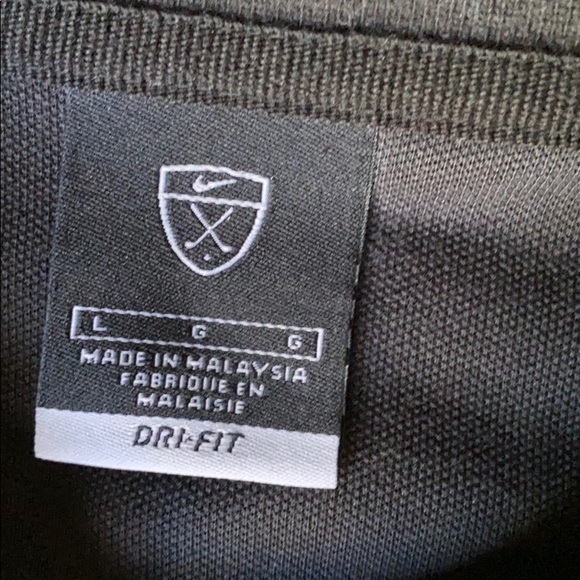 L G G
MADE IN MALAYSIA
FABRIQUE EN
MALAISIE
DRI-FIT